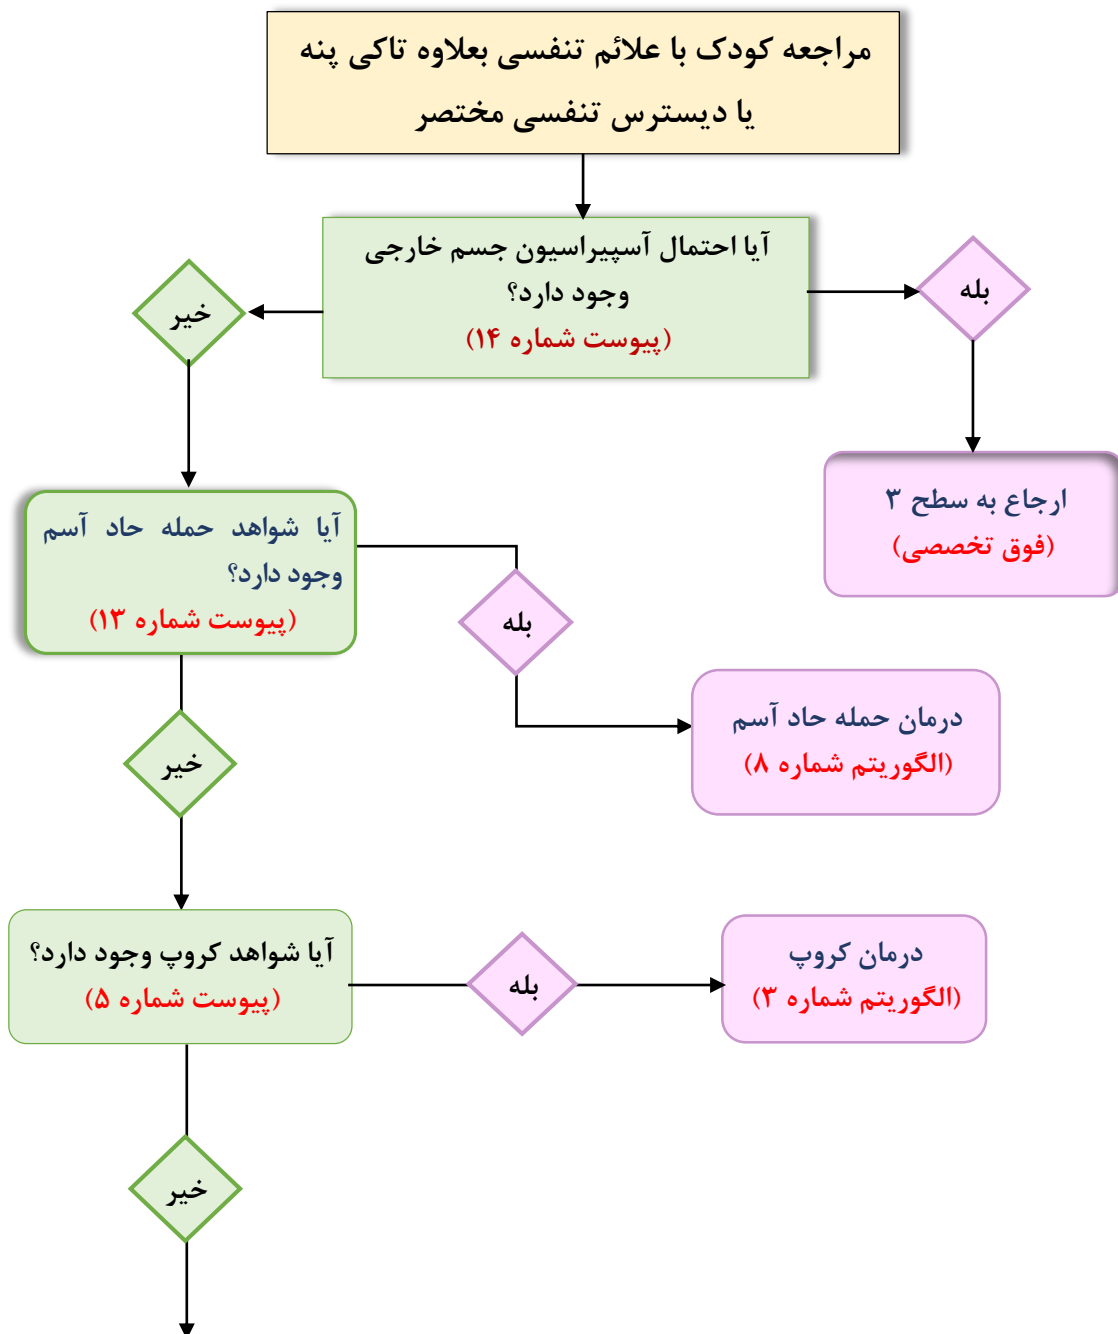 مراجعه کودک با علائم تنفسی بعلاوه تاکی پنه
یا دیسترس تنفسی مختصر
آیا احتمال آسپیراسیون جسم خارجی
وجود دارد؟
(پیوست شماره ۱۴)
بله
خیر
ارجاع به سطح ۳
(فوق تخصصی)
آیا شواهد حمله حاد آسم
وجود دارد؟
(پیوست شماره ۱۳)
بله
درمان حمله حاد آسم
(الگوریتم شماره ۸)
خیر
آیا شواهد کروپ وجود دارد؟
(پیوست شماره ۵)
بله
درمان کروپ
(الگوریتم شماره ۳)
خیر